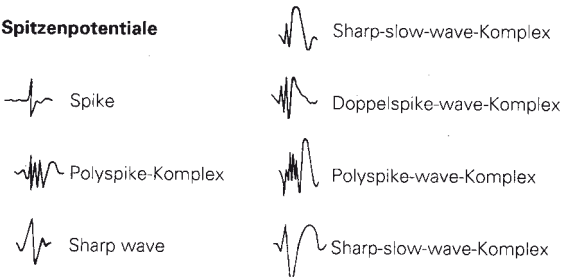 Spitzenpotentiale
Spike
Polyspike-Komplex
Sharp wave
Sharp-slow-wave-Komplex
Doppelspike-wave-Komplex
Polyspike-wave-Komplex
Sharp-slow-wave-Komplex